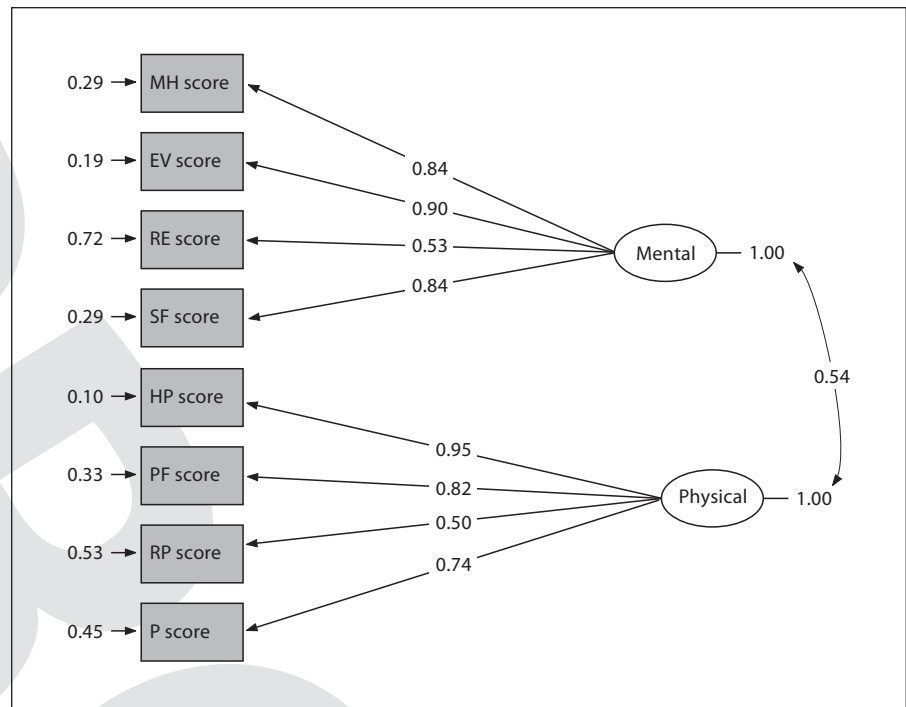 0.29 MH score
0.84
0.19 EV score
0.90
0.72 RE score
0.53
Mental 1.00
0.29 SF score
0.84
0.54
0.10 HP score
0.95
0.33 PF score
0.82
Physical 1.00
0.50
0.53 RP score
0.74
0.45 P score